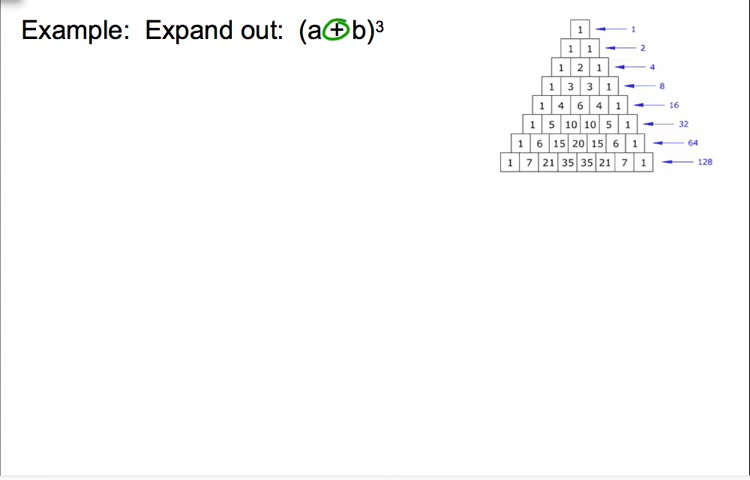 Example: Expand out: (a+b)³
1 1
1 1 2
1 2 1 4
1 3 3 1 8
1 4 6 4 1 16
1 5 10 10 5 1 32
1 6 15 20 15 6 1 64
1 7 21 35 35 21 7 1 128